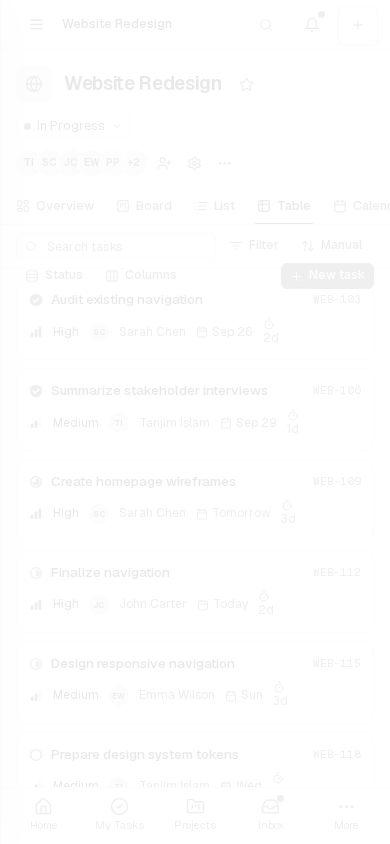 Website Redesign
Website Redesign
In Progress
TI SC JC EW PP +2
Overview Board List Table Calen
Search tasks Filter Manual
Status Columns New task
Audit existing navigation WEB-103
High SC Sarah Chen Sep 26 2d
Summarize stakeholder interviews WEB-106
Medium TI Tanjim Islam Sep 29 1d
Create homepage wireframes WEB-109
High SC Sarah Chen Tomorrow 3d
Finalize navigation WEB-112
High JC John Carter Today 2d
Design responsive navigation WEB-115
Medium EW Emma Wilson Sun 3d
Prepare design system tokens WEB-118
Medium TI Tanjim Islam Wed
Home My Tasks Projects Inbox More